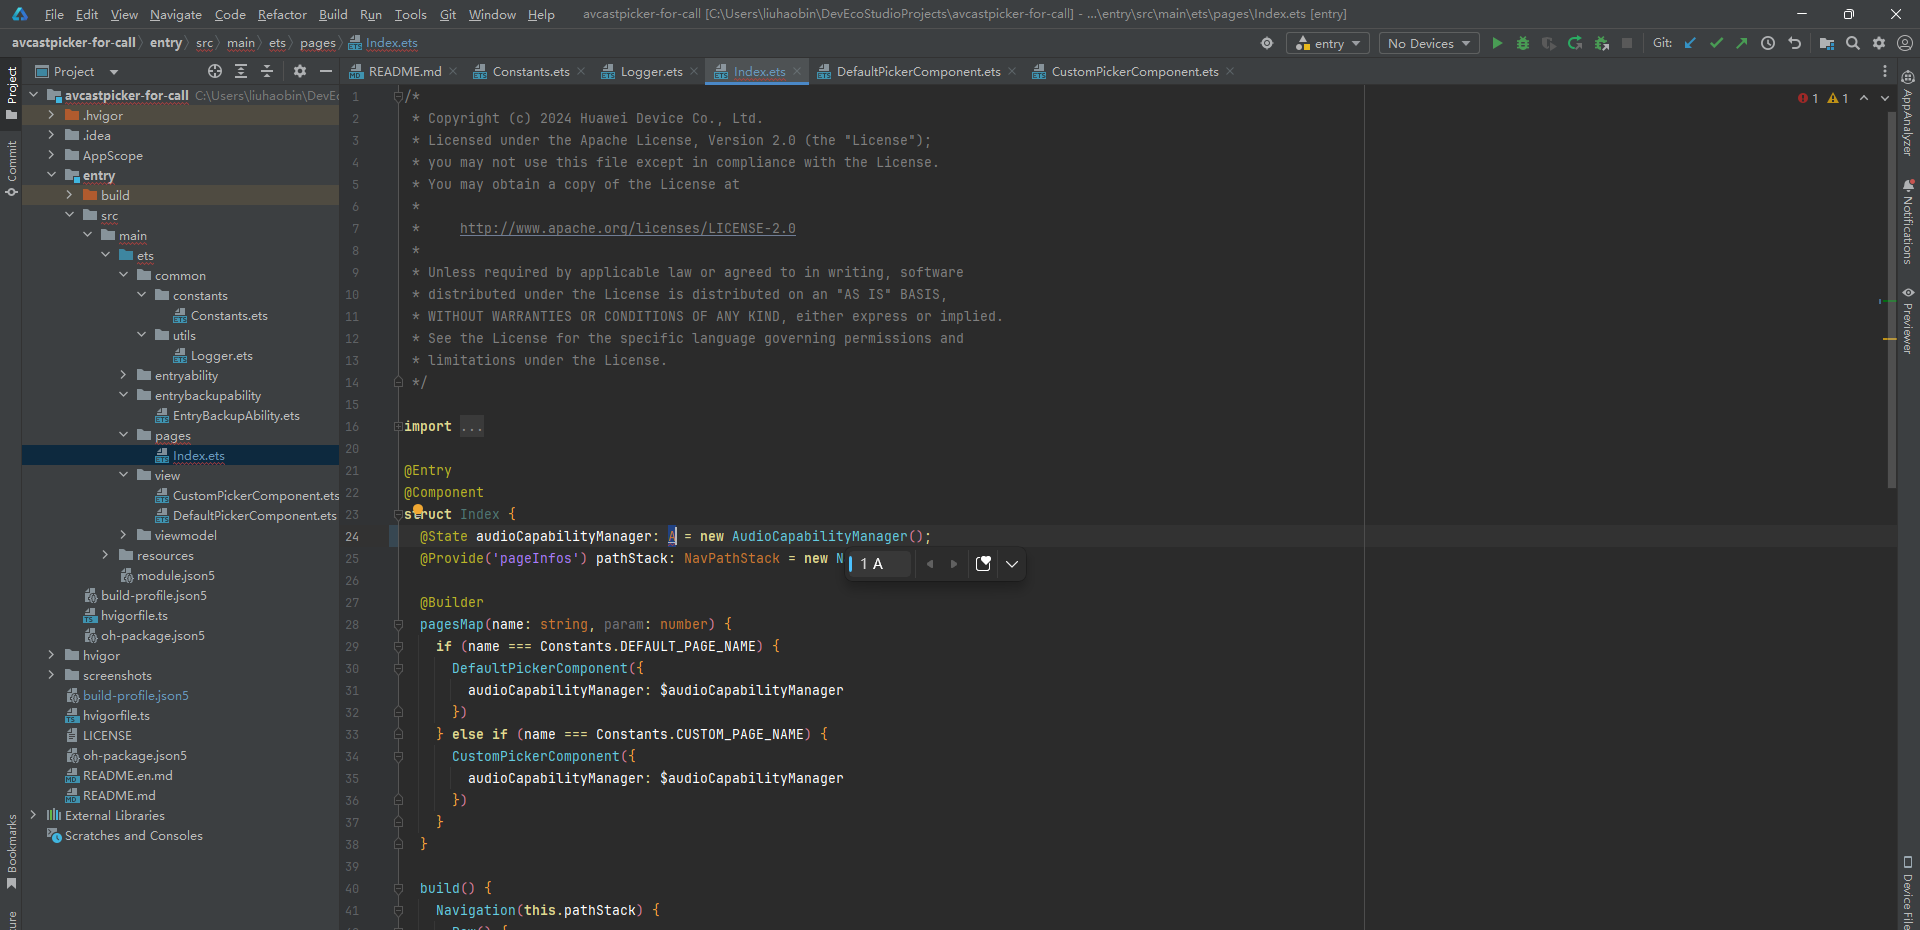 File Edit View Navigate Code Refactor Build Run Tools Git Window Help avcastpicker-for-call [C:\Users\liuhaobin\DevEcoStudioProjects\avcastpicker-for-call] - ...\entry\src\main\ets\pages\Index.ets [entry]
avcastpicker-for-call entry src main ets pages Index.ets entry No Devices Git:
Project README.md Constants.ets Logger.ets Index.ets DefaultPickerComponent.ets CustomPickerComponent.ets
Project
Commit
Bookmarks
avcastpicker-for-call C:\Users\liuhaobin\DevEc
.hvigor
.idea
AppScope
entry
build
src
main
ets
common
constants
Constants.ets
utils
Logger.ets
entryability
entrybackupability
EntryBackupAbility.ets
pages
Index.ets
view
CustomPickerComponent.ets
DefaultPickerComponent.ets
viewmodel
resources
module.json5
build-profile.json5
hvigorfile.ts
oh-package.json5
hvigor
screenshots
build-profile.json5
hvigorfile.ts
LICENSE
oh-package.json5
README.en.md
README.md
External Libraries
Scratches and Consoles
1 /*
2 * Copyright (c) 2024 Huawei Device Co., Ltd.
3 * Licensed under the Apache License, Version 2.0 (the "License");
4 * you may not use this file except in compliance with the License.
5 * You may obtain a copy of the License at
6 *
7 * http://www.apache.org/licenses/LICENSE-2.0
8 *
9 * Unless required by applicable law or agreed to in writing, software
10 * distributed under the License is distributed on an "AS IS" BASIS,
11 * WITHOUT WARRANTIES OR CONDITIONS OF ANY KIND, either express or implied.
12 * See the License for the specific language governing permissions and
13 * limitations under the License.
14 */
15
16 import ...
20
21 @Entry
22 @Component
23 struct Index {
24 @State audioCapabilityManager: A = new AudioCapabilityManager();
25 @Provide('pageInfos') pathStack: NavPathStack = new N
1 A
26
27 @Builder
28 pagesMap(name: string, param: number) {
29 if (name === Constants.DEFAULT_PAGE_NAME) {
30 DefaultPickerComponent({
31 audioCapabilityManager: $audioCapabilityManager
32 })
33 } else if (name === Constants.CUSTOM_PAGE_NAME) {
34 CustomPickerComponent({
35 audioCapabilityManager: $audioCapabilityManager
36 })
37 }
38 }
39
40 build() {
41 Navigation(this.pathStack) {
1 1
AppAnalyzer
Notifications
Previewer